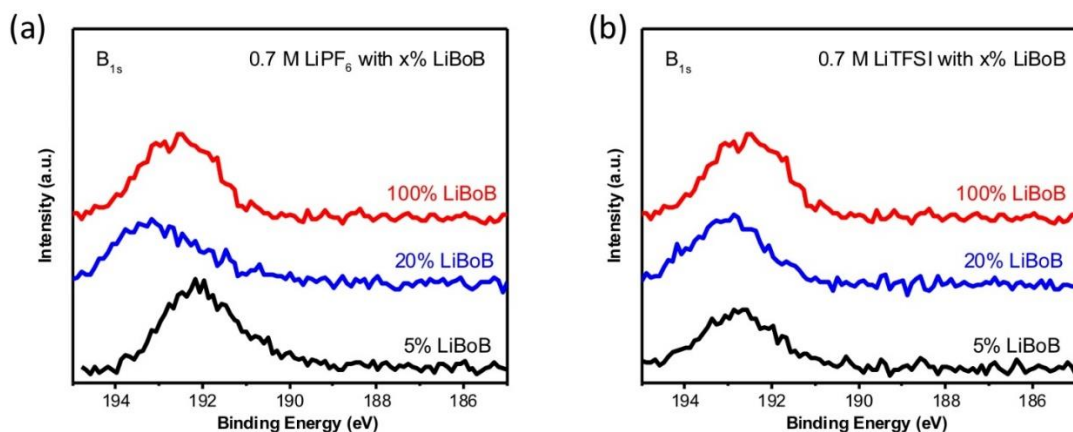 (a)
B1s
0.7 M LiPF6 with x% LiBoB
100% LiBoB
20% LiBoB
5% LiBoB
Intensity (a.u.)
194 192 190 188 186
Binding Energy (eV)
(b)
B1s
0.7 M LiTFSI with x% LiBoB
100% LiBoB
20% LiBoB
5% LiBoB
Intensity (a.u.)
194 192 190 188 186
Binding Energy (eV)